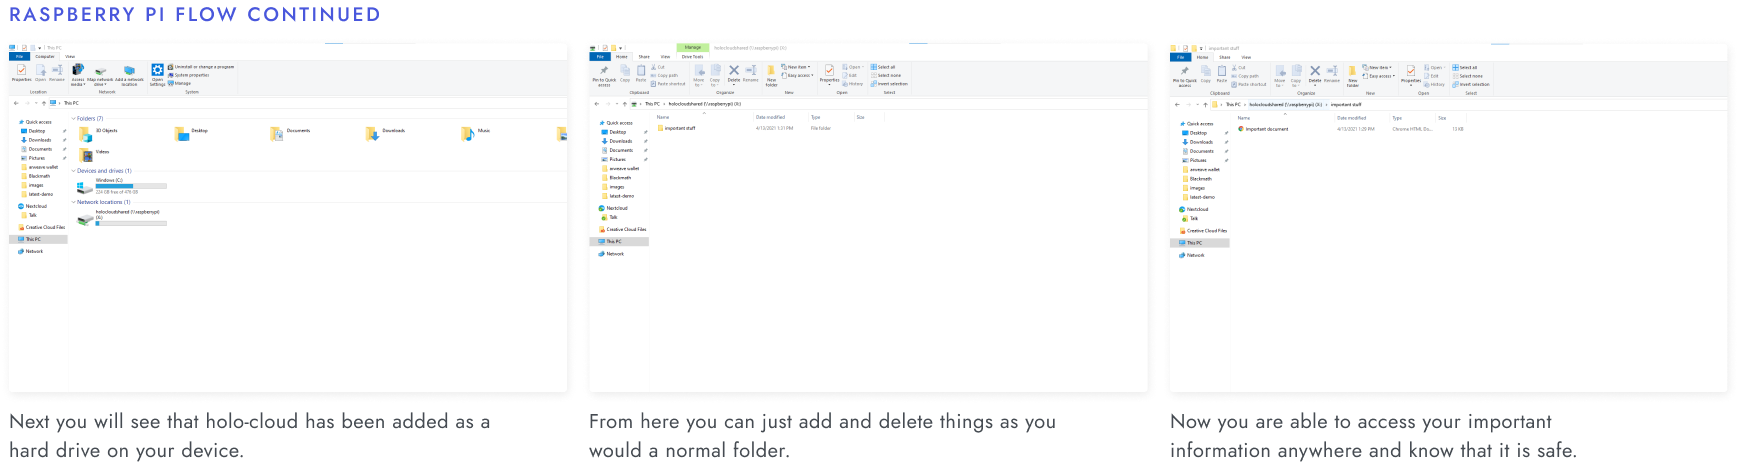 RASPBERRY PI FLOW CONTINUED
This PC
File Computer View
Properties Open Rename Access media Map network drive Add a network location Open Settings Uninstall or change a program
System properties
Manage
Location Network System
This PC
Quick access
Desktop
Downloads
Documents
Pictures
arweave wallet
Blackmath
images
latest-demo
Nextcloud
Talk
Creative Cloud Files
This PC
Network
Folders (7)
3D Objects Desktop Documents Downloads Music
Videos
Devices and drives (1)
Windows (C:)
Network locations (1)
holocloudshared (\\raspberrypi)
(X:)
Next you will see that holo-cloud has been added as a
hard drive on your device.
Manage holocloudshared (\\raspberrypi) (X:)
File Home Share View Drive Tools
Pin to Quick access Copy Paste Cut
Copy path
Paste shortcut
Move to Copy to Delete Rename New folder New item
Easy access
Properties Open
Edit
History
Select all
Select none
Invert selection
Clipboard Organize New Open Select
This PC holocloudshared (\\raspberrypi) (X:)
Name Date modified Type Size
important stuff 4/13/2021 1:31 PM File folder
Quick access
Desktop
Downloads
Documents
Pictures
arweave wallet
Blackmath
images
latest-demo
Nextcloud
Talk
Creative Cloud Files
This PC
Network
From here you can just add and delete things as you
would a normal folder.
important stuff
File Home Share View
Pin to Quick access Copy Paste Cut
Copy path
Paste shortcut
Move to Copy to Delete Rename New folder New item
Easy access
Properties Open
Edit
History
Select all
Select none
Invert selection
Clipboard Organize New Open Select
This PC holocloudshared (\\raspberrypi) (X:) important stuff
Name Date modified Type Size
important document 4/13/2021 1:20 PM Chrome HTML Do... 13 KB
Quick access
Desktop
Downloads
Documents
Pictures
arweave wallet
Blackmath
images
latest-demo
Nextcloud
Talk
Creative Cloud Files
This PC
Network
Now you are able to access your important
information anywhere and know that it is safe.